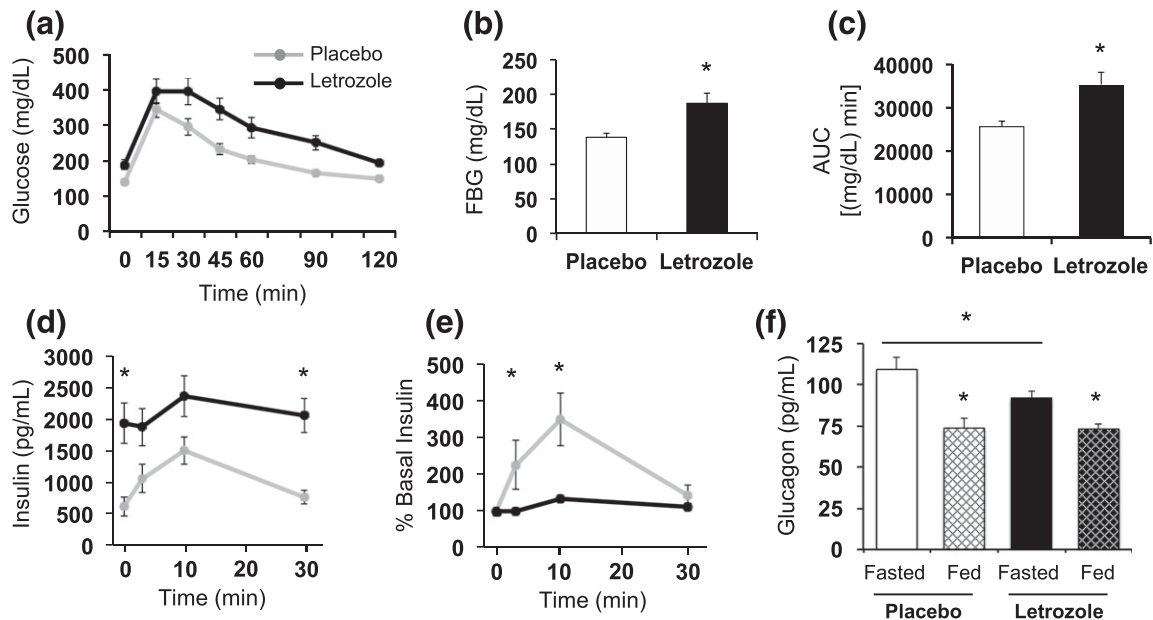 (a)
500
400
300
200
100
0
Glucose (mg/dL)
Placebo
Letrozole
0 15 30 45 60 90 120
Time (min)
(b)
250
200
150
100
50
0
FBG (mg/dL)
*
Placebo Letrozole
(c)
40000
30000
20000
10000
0
AUC
[(mg/dL) min]
*
Placebo Letrozole
(d)
3000
2500
2000
1500
1000
500
0
Insulin (pg/mL)
* *
0 10 20 30
Time (min)
(e)
500
400
300
200
100
0
% Basal Insulin
* *
0 10 20 30
Time (min)
(f)
125
100
75
50
25
0
Glucagon (pg/mL)
*
* *
Fasted Fed Fasted Fed
Placebo Letrozole